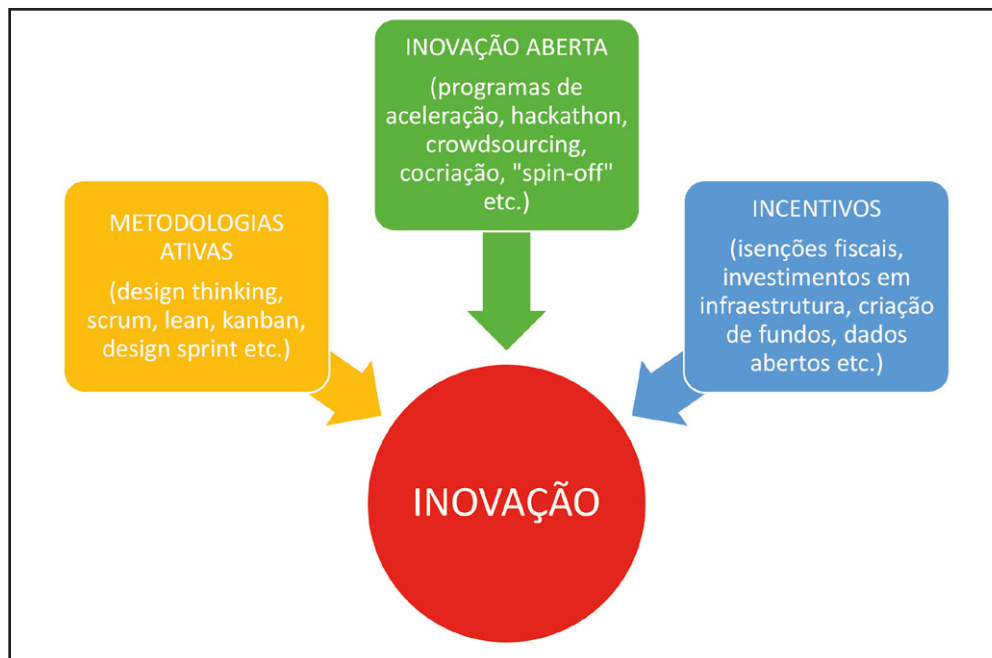 INOVAÇÃO ABERTA
(programas de
aceleração, hackathon,
crowdsourcing,
cocriação, "spin-off"
etc.)
METODOLOGIAS
ATIVAS
(design thinking,
scrum, lean, kanban,
design sprint etc.)
INCENTIVOS
(isenções fiscais,
investimentos em
infraestrutura, criação
de fundos, dados
abertos etc.)
INOVAÇÃO